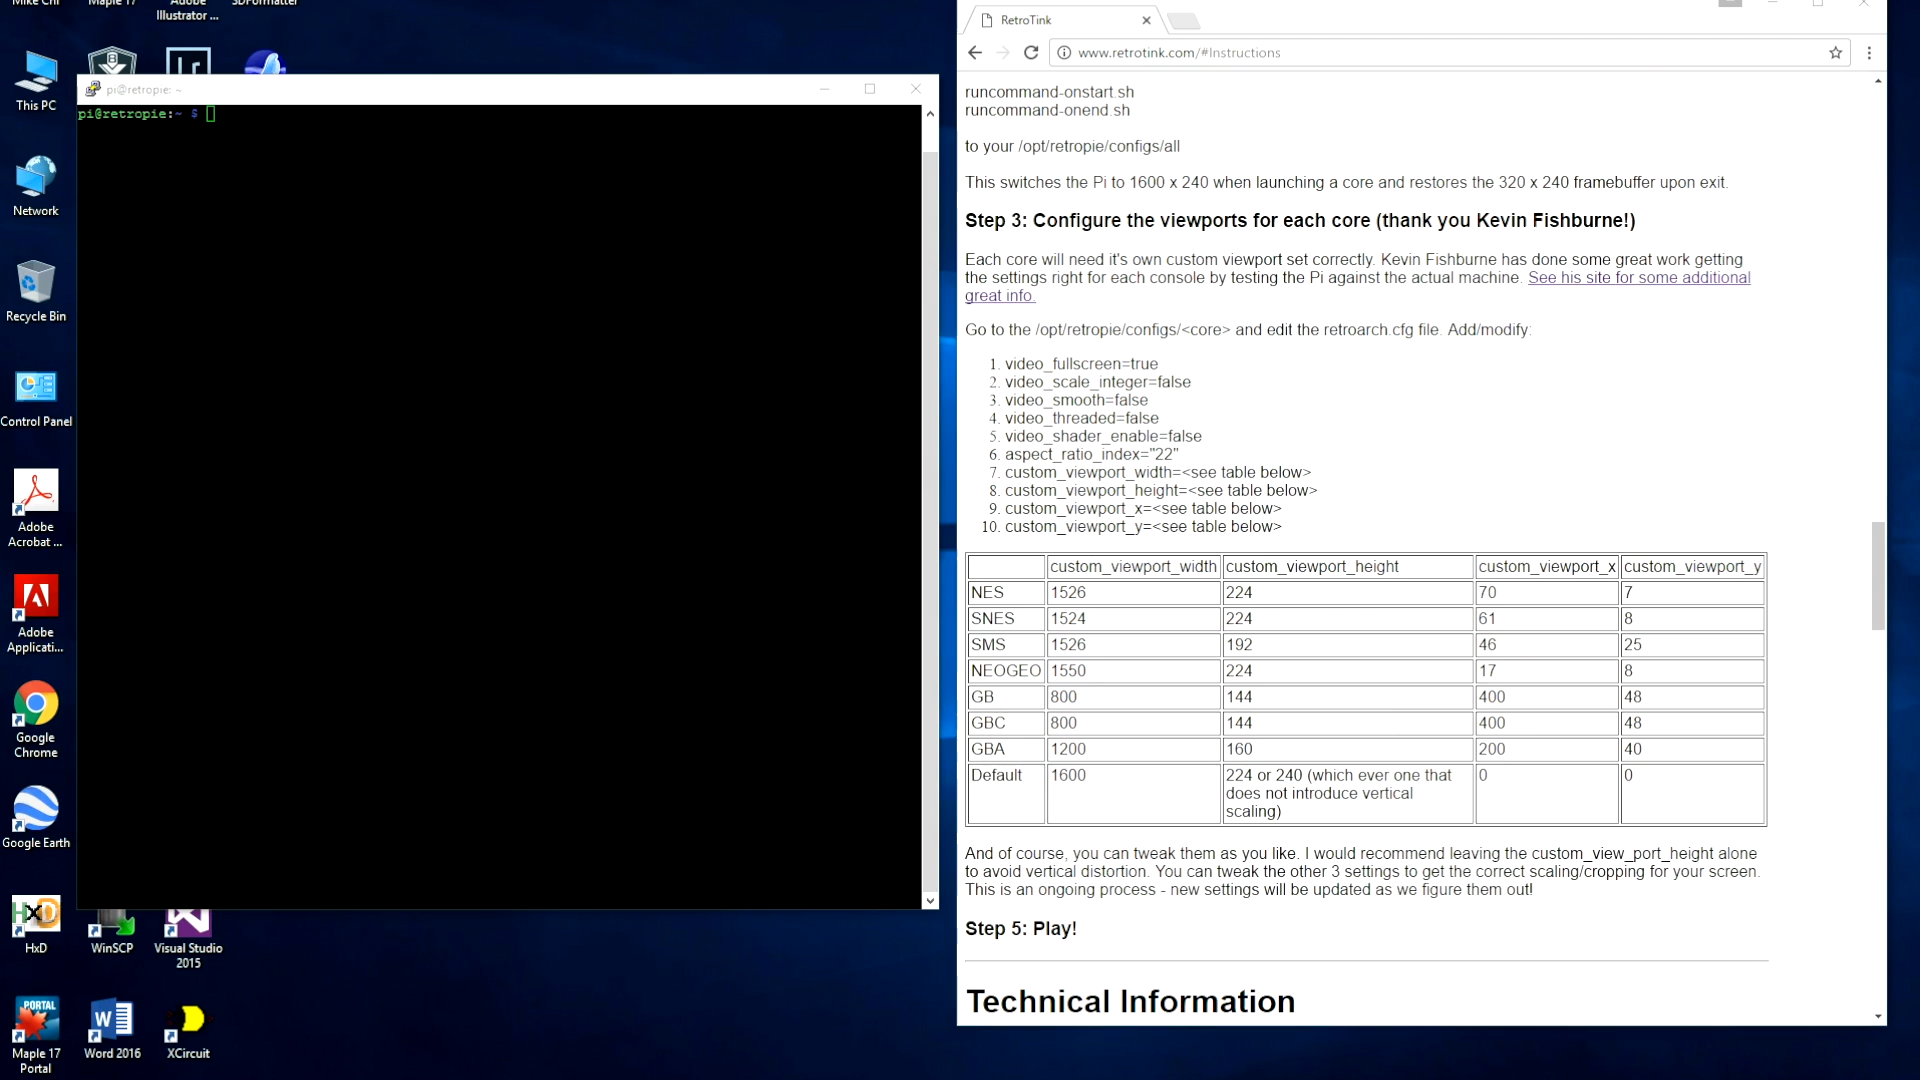 Mike Chi
Maple 17
Adobe
Illustrator ...
SDFormatter
This PC
Network
Recycle Bin
Control Panel
Adobe
Acrobat ...
Adobe
Applicati...
Google
Chrome
Google Earth
HxD
WinSCP
Visual Studio
2015
Maple 17
Portal
Word 2016
XCircuit
pi@retropie: ~
pi@retropie:~ $
RetroTink
www.retrotink.com/#Instructions
runcommand-onstart.sh
runcommand-onend.sh
to your /opt/retropie/configs/all
This switches the Pi to 1600 x 240 when launching a core and restores the 320 x 240 framebuffer upon exit.
Step 3: Configure the viewports for each core (thank you Kevin Fishburne!)
Each core will need it's own custom viewport set correctly. Kevin Fishburne has done some great work getting
the settings right for each console by testing the Pi against the actual machine. See his site for some additional
great info.
Go to the /opt/retropie/configs/<core> and edit the retroarch.cfg file. Add/modify:
1. video_fullscreen=true
2. video_scale_integer=false
3. video_smooth=false
4. video_threaded=false
5. video_shader_enable=false
6. aspect_ratio_index="22"
7. custom_viewport_width=<see table below>
8. custom_viewport_height=<see table below>
9. custom_viewport_x=<see table below>
10. custom_viewport_y=<see table below>
custom_viewport_width custom_viewport_height custom_viewport_x custom_viewport_y
NES 1526 224 70 7
SNES 1524 224 61 8
SMS 1526 192 46 25
NEOGEO 1550 224 17 8
GB 800 144 400 48
GBC 800 144 400 48
GBA 1200 160 200 40
Default 1600 224 or 240 (which ever one that 0 0
does not introduce vertical
scaling)
And of course, you can tweak them as you like. I would recommend leaving the custom_view_port_height alone
to avoid vertical distortion. You can tweak the other 3 settings to get the correct scaling/cropping for your screen.
This is an ongoing process - new settings will be updated as we figure them out!
Step 5: Play!
Technical Information